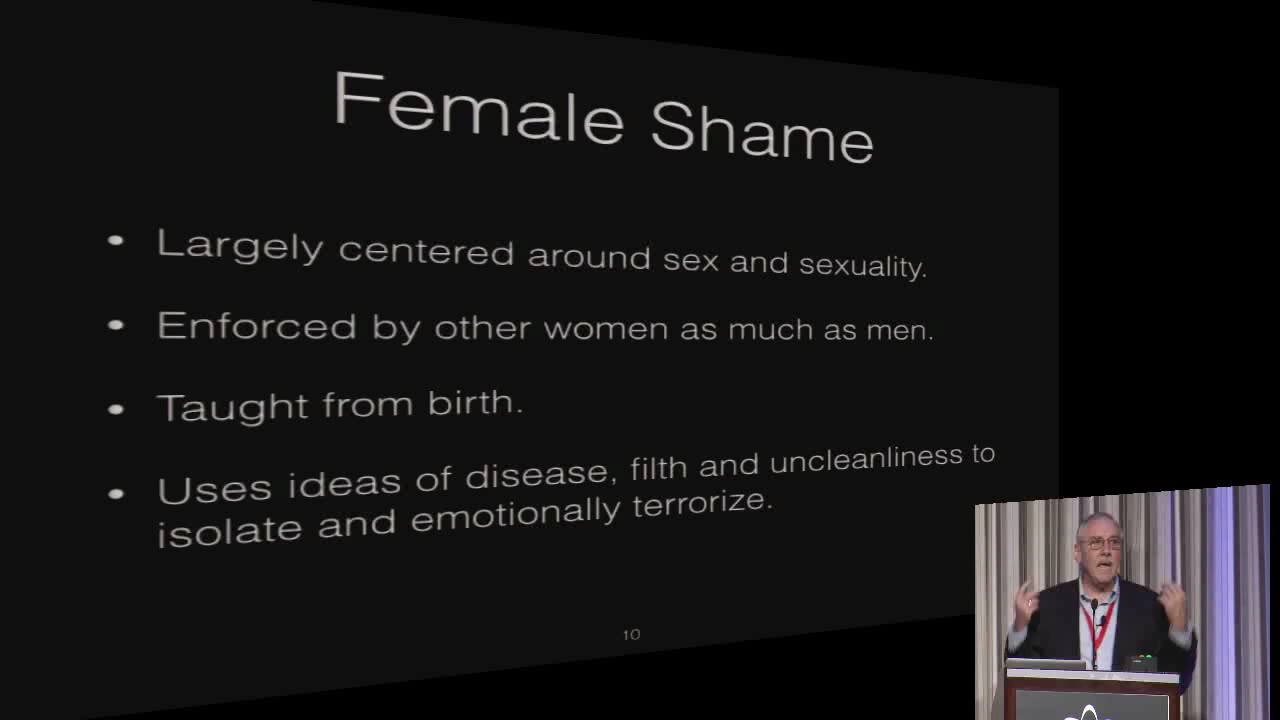 Female Shame
• Largely centered around sex and sexuality.
• Enforced by other women as much as men.
• Taught from birth.
• Uses ideas of disease, filth and uncleanliness to
isolate and emotionally terrorize.
10